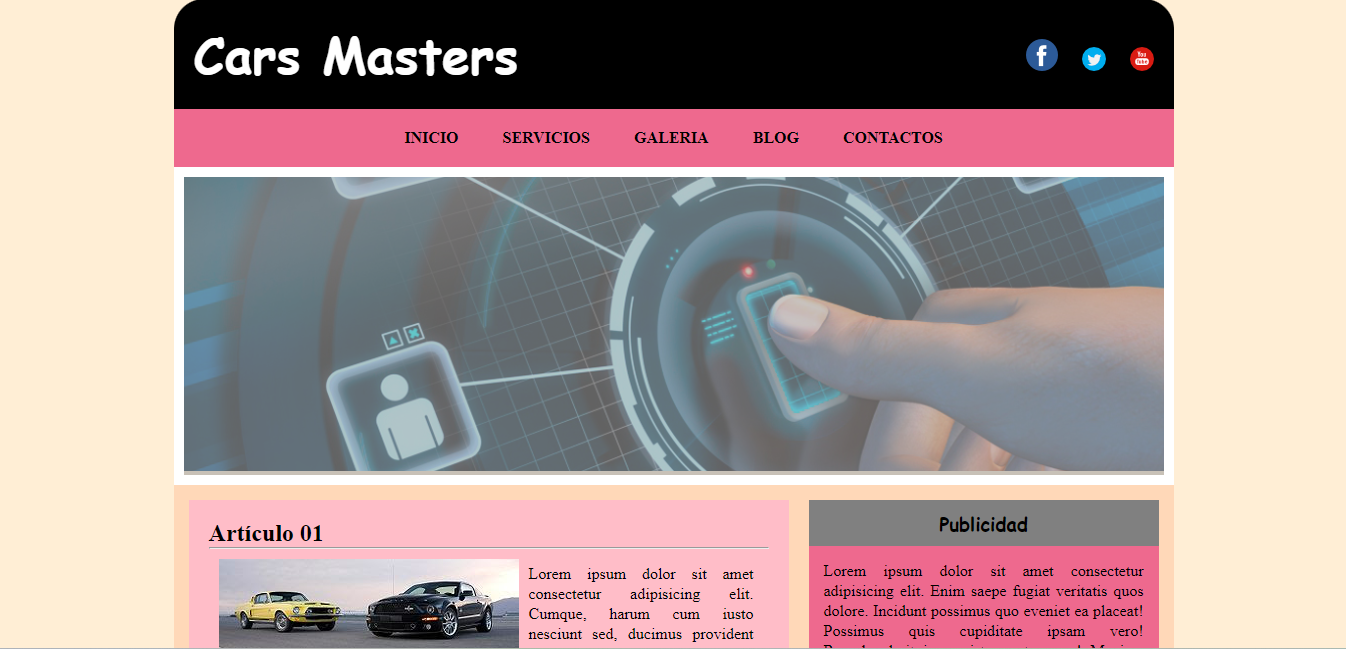 Cars Masters
f
You
Tube
INICIO SERVICIOS GALERIA BLOG CONTACTOS
Artículo 01
Lorem ipsum dolor sit amet
consectetur adipisicing elit.
Cumque, harum cum iusto
nesciunt sed, ducimus provident
Publicidad
Lorem ipsum dolor sit amet consectetur
adipisicing elit. Enim saepe fugiat veritatis quos
dolore. Incidunt possimus quo eveniet ea placeat!
Possimus quis cupiditate ipsam vero!